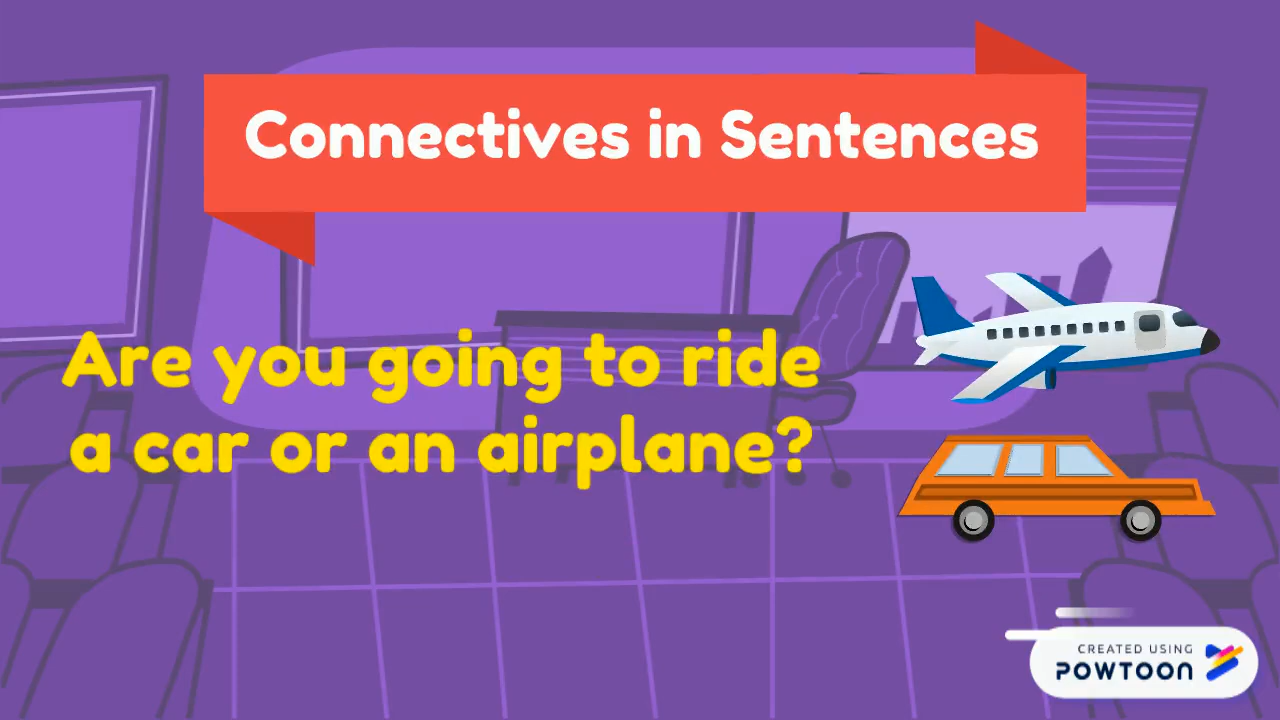 Connectives in Sentences
Are you going to ride
a car or an airplane?
CREATED USING
POWTOON